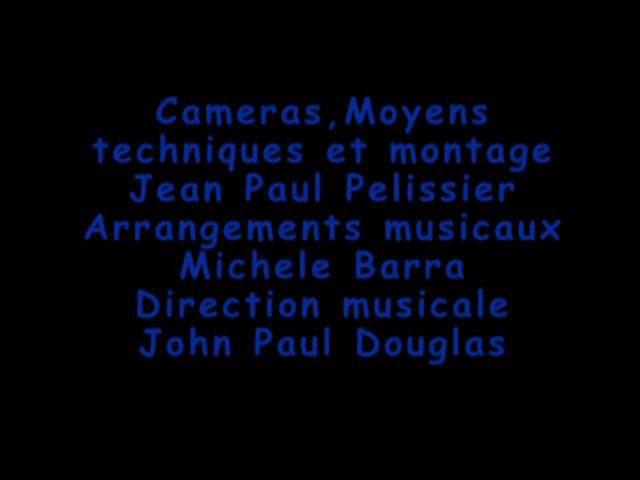 Cameras,Moyens
techniques et montage
Jean Paul Pelissier
Arrangements musicaux
Michele Barra
Direction musicale
John Paul Douglas